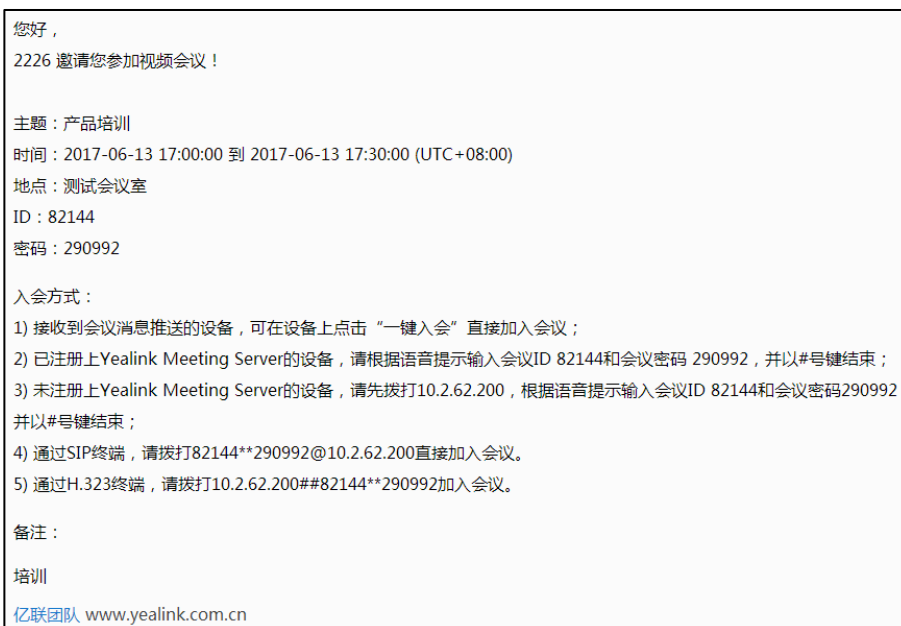 您好，
2226 邀请您参加视频会议！
主题：产品培训
时间：2017-06-13 17:00:00 到 2017-06-13 17:30:00 (UTC+08:00)
地点：测试会议室
ID：82144
密码：290992
入会方式：
1) 接收到会议消息推送的设备，可在设备上点击“一键入会”直接加入会议；
2) 已注册上Yealink Meeting Server的设备，请根据语音提示输入会议ID 82144和会议密码 290992，并以#号键结束；
3) 未注册上Yealink Meeting Server的设备，请先拨打10.2.62.200，根据语音提示输入会议ID 82144和会议密码290992
并以#号键结束；
4) 通过SIP终端，请拨打82144**290992@10.2.62.200直接加入会议。
5) 通过H.323终端，请拨打10.2.62.200##82144**290992加入会议。
备注：
培训
亿联团队 www.yealink.com.cn